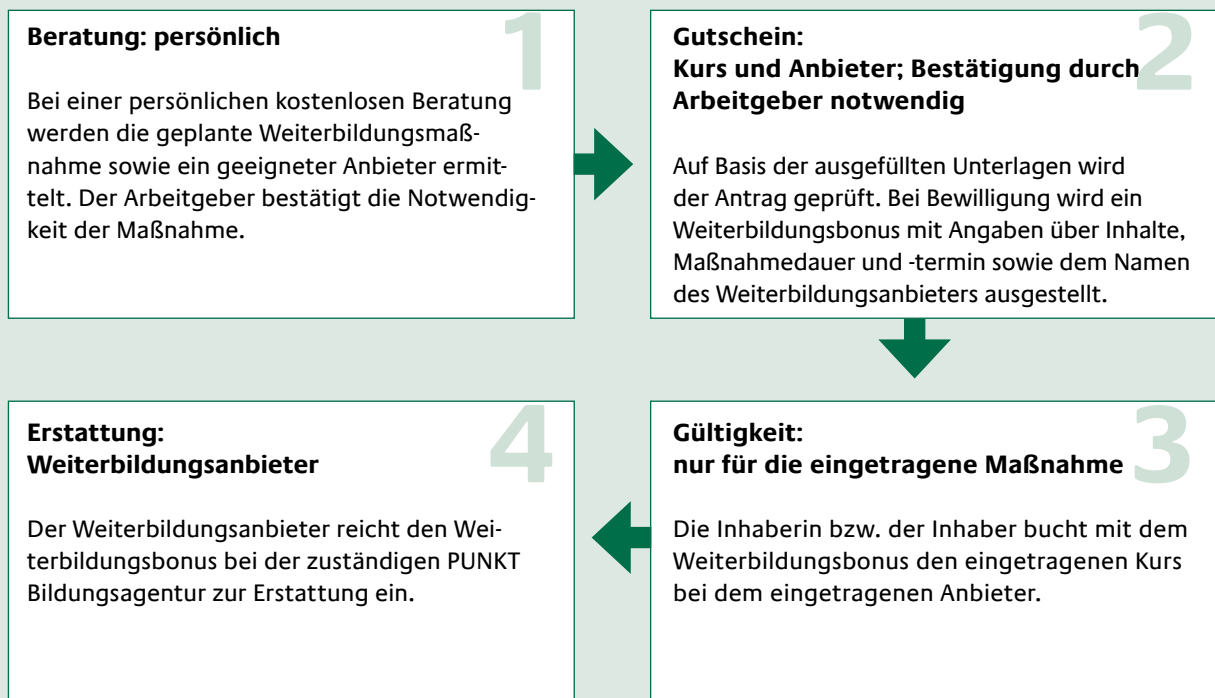 1
Beratung: persönlich
Bei einer persönlichen kostenlosen Beratung
werden die geplante Weiterbildungsmaß-
nahme sowie ein geeigneter Anbieter ermit-
telt. Der Arbeitgeber bestätigt die Notwendig-
keit der Maßnahme.
2
Gutschein:
Kurs und Anbieter; Bestätigung durch
Arbeitgeber notwendig
Auf Basis der ausgefüllten Unterlagen wird
der Antrag geprüft. Bei Bewilligung wird ein
Weiterbildungsbonus mit Angaben über Inhalte,
Maßnahmedauer und -termin sowie dem Namen
des Weiterbildungsanbieters ausgestellt.
3
Gültigkeit:
nur für die eingetragene Maßnahme
Die Inhaberin bzw. der Inhaber bucht mit dem
Weiterbildungsbonus den eingetragenen Kurs
bei dem eingetragenen Anbieter.
4
Erstattung:
Weiterbildungsanbieter
Der Weiterbildungsanbieter reicht den Wei-
terbildungsbonus bei der zuständigen PUNKT
Bildungsagentur zur Erstattung ein.